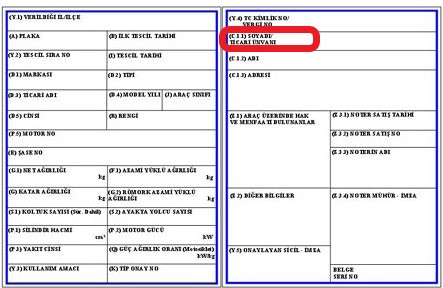 (Y.1) VERİLDİĞİ İL/İLÇE
(A) PLAKA
(B) İLK TESCİL TARİHİ
(Y.2) TESCİL SIRA NO
(I) TESCİL TARİHİ
(D.1) MARKASI
(D.2) TİPİ
(D.3) TİCARİ ADI
(D.4) MODEL YILI
(J) ARAÇ SINIFI
(D.5) CİNSİ
(R) RENGİ
(P.5) MOTOR NO
(E) ŞASE NO
(G.1) NET AĞIRLIĞI
kg
(F.1) AZAMİ YÜKLÜ
AĞIRLIĞI
kg
(G) KATAR AĞIRLIĞI
kg
(G.2) RÖMORK AZAMİ YÜKLÜ
AĞIRLIĞI
kg
(S.1) KOLTUK SAYISI (Sür. Dahil)
(S.2) AYAKTA YOLCU SAYISI
(P.1) SİLİNDİR HACMİ
cm³
(P.2) MOTOR GÜCÜ
kW
(P.3) YAKIT CİNSİ
(Q) GÜÇ AĞIRLIK ORANI (Motosiklet)
kW/kg
(Y.3) KULLANIM AMACI
(K) TİP ONAY NO
(Y.4) TC KİMLİK NO/
VERGİ NO
(C.1.1) SOYADI/
TİCARİ ÜNVANI
(C.1.2) ADI
(C.1.3) ADRESİ
(Z.1) ARAÇ ÜZERİNDE HAK
VE MENFAATİ BULUNANLAR
(Z.3.1) NOTER SATIŞ TARİHİ
(Z.3.2) NOTER SATIŞ NO
(Z.3.3) NOTERİN ADI
(Z.2) DİĞER BİLGİLER
(Z.3.4) NOTER MÜHÜR - İMZA
(Y.5) ONAYLAYAN SİCİL - İMZA
BELGE
SERİ NO